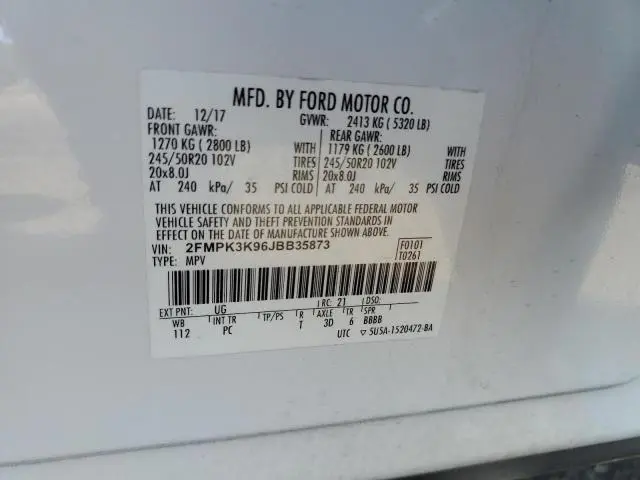 MFD. BY FORD MOTOR CO.
DATE: 12/17 GVWR: 2413 KG ( 5320 LB)
FRONT GAWR: REAR GAWR:
1270 KG ( 2800 LB) WITH 1179 KG ( 2600 LB) WITH
245/50R20 102V TIRES 245/50R20 102V TIRES
20x8.0J RIMS 20x8.0J RIMS
AT 240 kPa/ 35 PSI COLD AT 240 kPa/ 35 PSI COLD
THIS VEHICLE CONFORMS TO ALL APPLICABLE FEDERAL MOTOR
VEHICLE SAFETY AND THEFT PREVENTION STANDARDS IN
EFFECT ON THE DATE OF MANUFACTURE SHOWN ABOVE.
VIN: 2FMPK3K96JBB35873 F0101
TYPE: MPV T0261
EXT PNT: UG RC: 21 DSO:
WB INT TR TP/PS R AXLE TR SPR
112 PC T 3D 6 BBBB
UTC ▽ 5U5A-1520472-BA